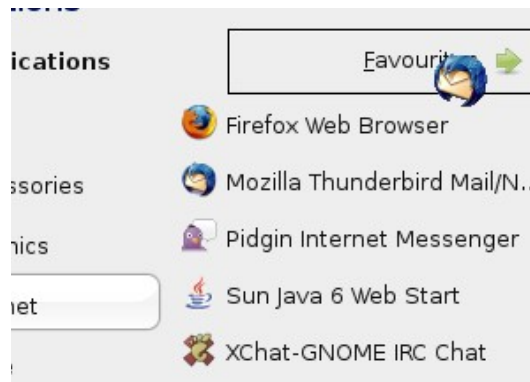 ications
Favourit
Firefox Web Browser
ssories
Mozilla Thunderbird Mail/N...
nics
Pidgin Internet Messenger
net
Sun Java 6 Web Start
XChat-GNOME IRC Chat